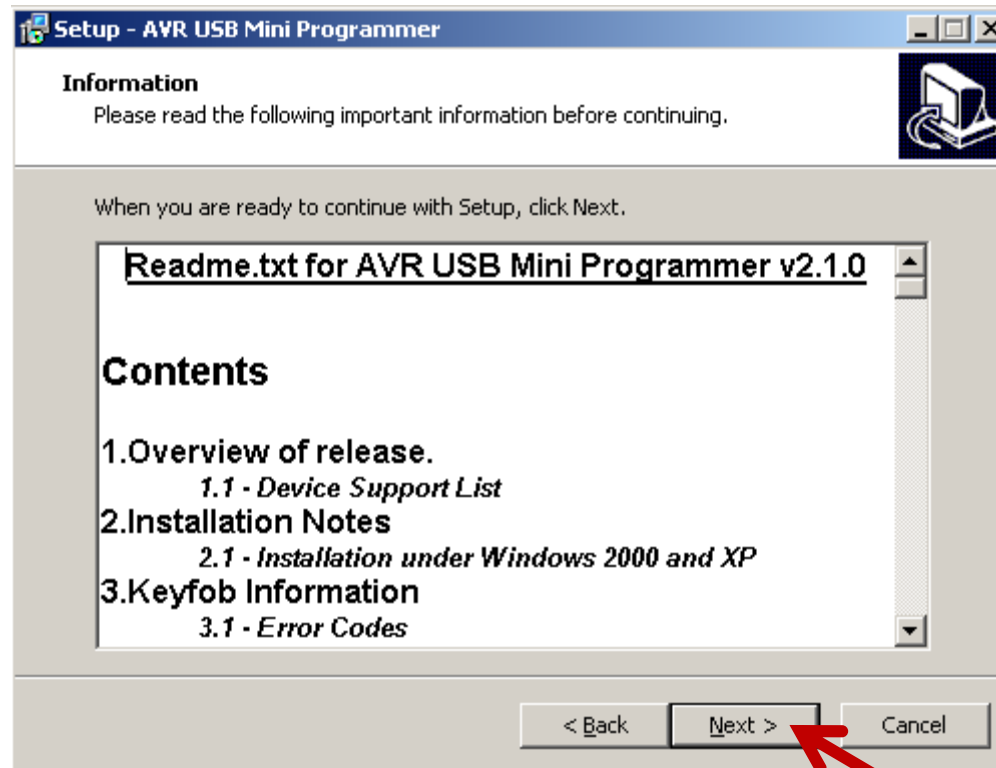 Setup - AVR USB Mini Programmer
Information
Please read the following important information before continuing.
When you are ready to continue with Setup, click Next.
Readme.txt for AVR USB Mini Programmer v2.1.0
Contents
1.Overview of release.
1.1 - Device Support List
2.Installation Notes
2.1 - Installation under Windows 2000 and XP
3.Keyfob Information
3.1 - Error Codes
< Back
Next >
Cancel